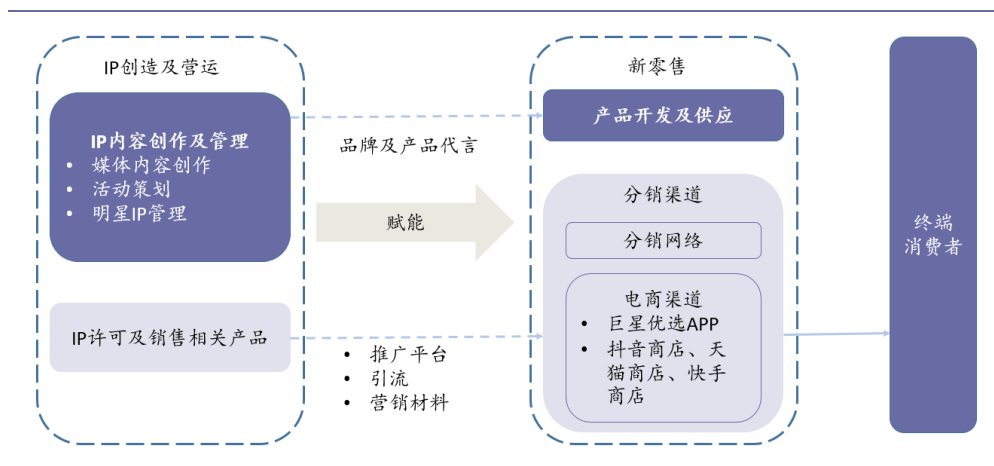 IP创造及营运
IP内容创作及管理
• 媒体内容创作
• 活动策划
• 明星IP管理
IP许可及销售相关产品
品牌及产品代言
赋能
• 推广平台
• 引流
• 营销材料
新零售
产品开发及供应
分销渠道
分销网络
电商渠道
• 巨星优选APP
• 抖音商店、天
猫商店、快手
商店
终端
消费者